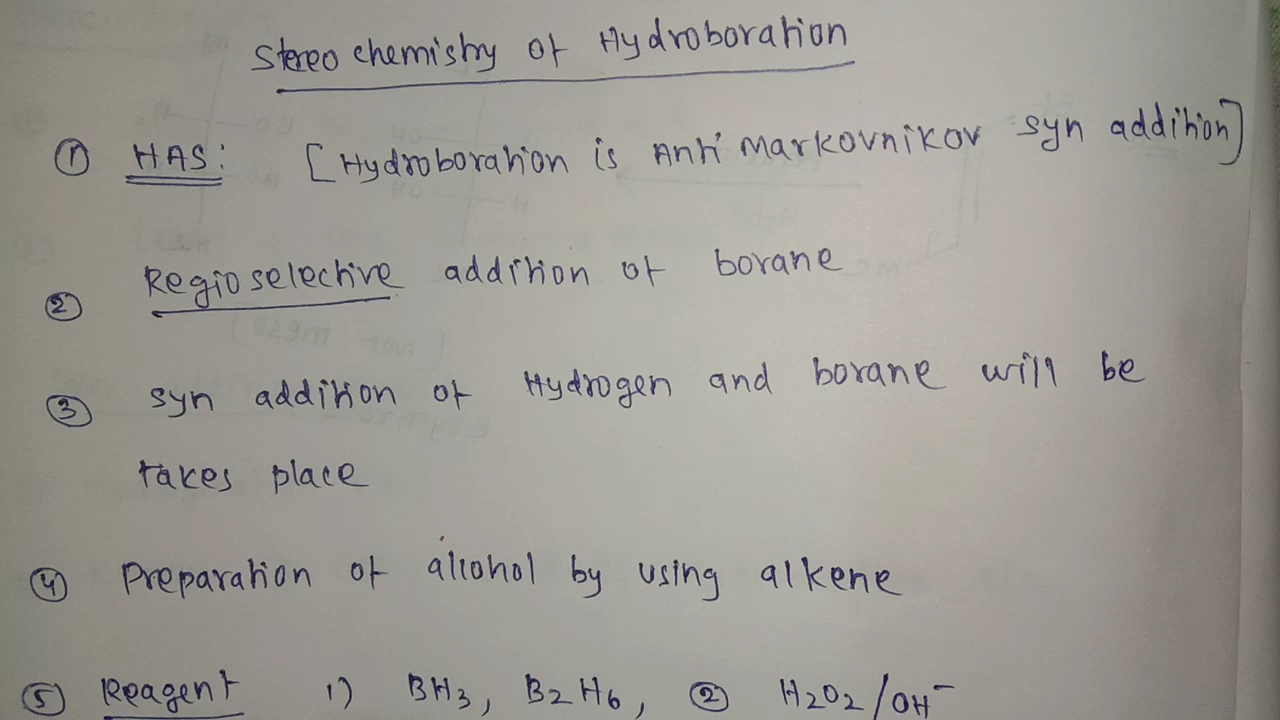 Stereo chemistry of Hydroboration
① HAS: [Hydroboration is Anti Markovnikov syn addition]
② Regioselective addition of borane
③ syn addition of Hydrogen and borane will be
takes place
④ Preparation of alcohol by using alkene
⑤ Reagent 1) BH₃, B₂H₆, ② H₂O₂/OH⁻